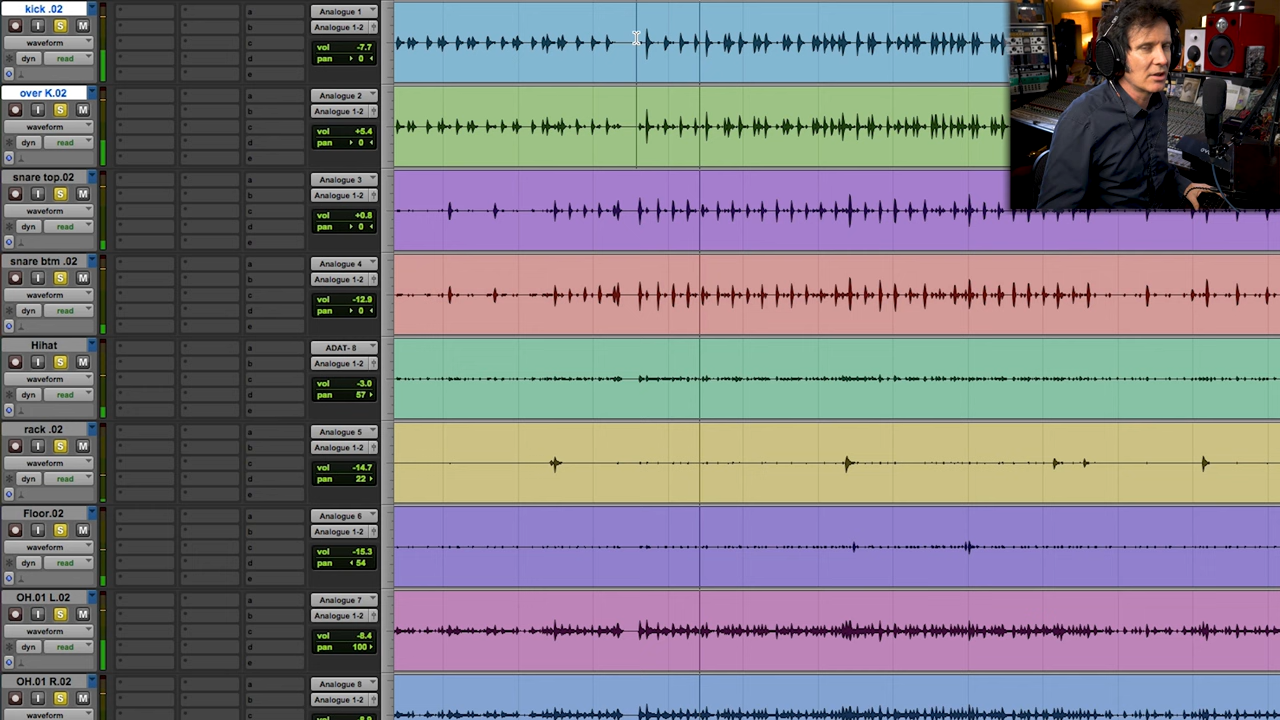 kick .02
a
Analogue 1
I
S
M
b
Analogue 1-2
waveform
c
vol -7.7
dyn
read
d
pan 0
e
over K.02
a
Analogue 2
I
S
M
b
Analogue 1-2
waveform
c
vol +5.4
dyn
read
d
pan 0
e
snare top.02
a
Analogue 3
I
S
M
b
Analogue 1-2
waveform
c
vol +0.8
dyn
read
d
pan 0
e
snare btm .02
a
Analogue 4
I
S
M
b
Analogue 1-2
waveform
c
vol -12.9
dyn
read
d
pan 0
e
Hihat
a
ADAT- 8
I
S
M
b
Analogue 1-2
waveform
c
vol -3.0
dyn
read
d
pan 57
e
rack .02
a
Analogue 5
I
S
M
b
Analogue 1-2
waveform
c
vol -14.7
dyn
read
d
pan 22
e
Floor.02
a
Analogue 6
I
S
M
b
Analogue 1-2
waveform
c
vol -15.3
dyn
read
d
pan 54
e
OH.01 L.02
a
Analogue 7
I
S
M
b
Analogue 1-2
waveform
c
vol -8.4
dyn
read
d
pan 100
e
OH.01 R.02
a
Analogue 8
I
S
M
b
Analogue 1-2
waveform
c